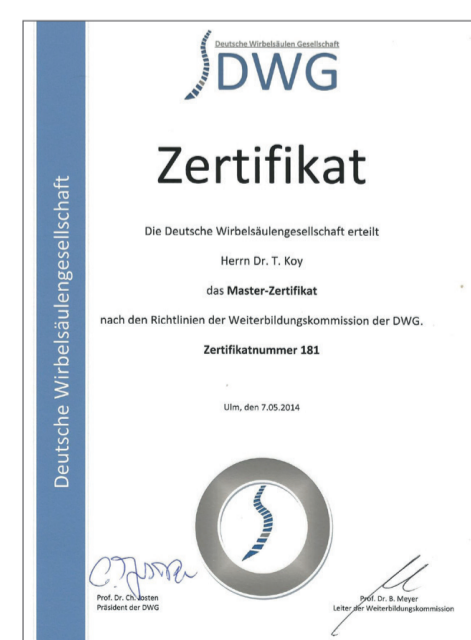 Deutsche Wirbelsäulen Gesellschaft
DWG
Deutsche Wirbelsäulengesellschaft
Zertifikat
Die Deutsche Wirbelsäulengesellschaft erteilt
Herrn Dr. T. Koy
das Master-Zertifikat
nach den Richtlinien der Weiterbildungskommission der DWG.
Zertifikatnummer 181
Ulm, den 7.05.2014
Prof. Dr. Ch. Josten
Präsident der DWG
Prof. Dr. B. Meyer
Leiter der Weiterbildungskommission